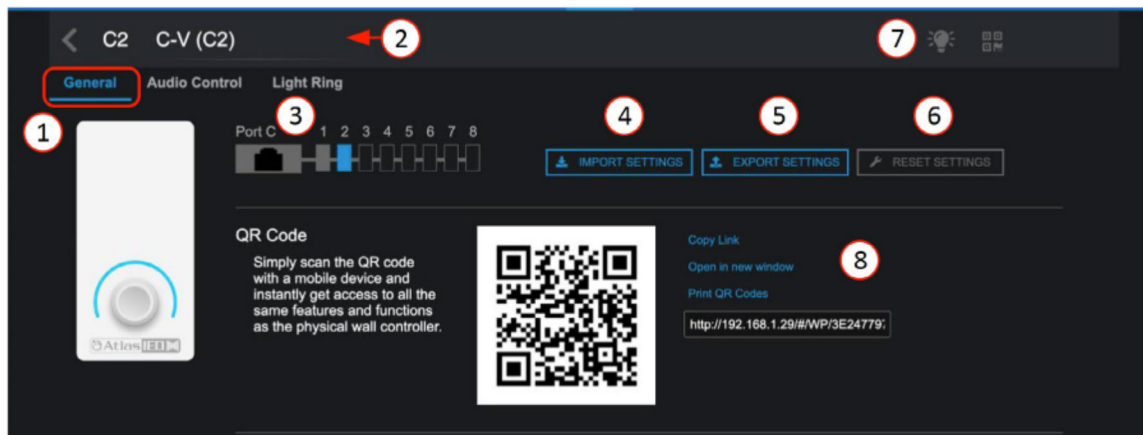 C2 C-V (C2) 2 7
General Audio Control Light Ring
1 3 4 5 6
Port C 1 2 3 4 5 6 7 8
IMPORT SETTINGS EXPORT SETTINGS RESET SETTINGS
QR Code
Simply scan the QR code
with a mobile device and
instantly get access to all the
same features and functions
as the physical wall controller.
Copy Link
Open in new window
Print QR Codes
8
http://192.168.1.29/#/WP/3E24779
Atlas IED